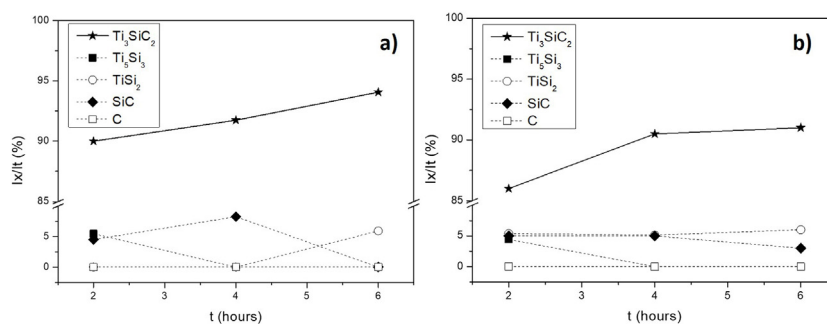 100
95
90
85
5
0
2
3
4
5
6
Ix/It (%)
t (hours)
Ti₃SiC₂
Ti₅Si₃
TiSi₂
SiC
C
a)
100
95
90
85
5
0
2
3
4
5
6
Ix/It (%)
t (hours)
Ti₃SiC₂
Ti₅Si₃
TiSi₂
SiC
C
b)